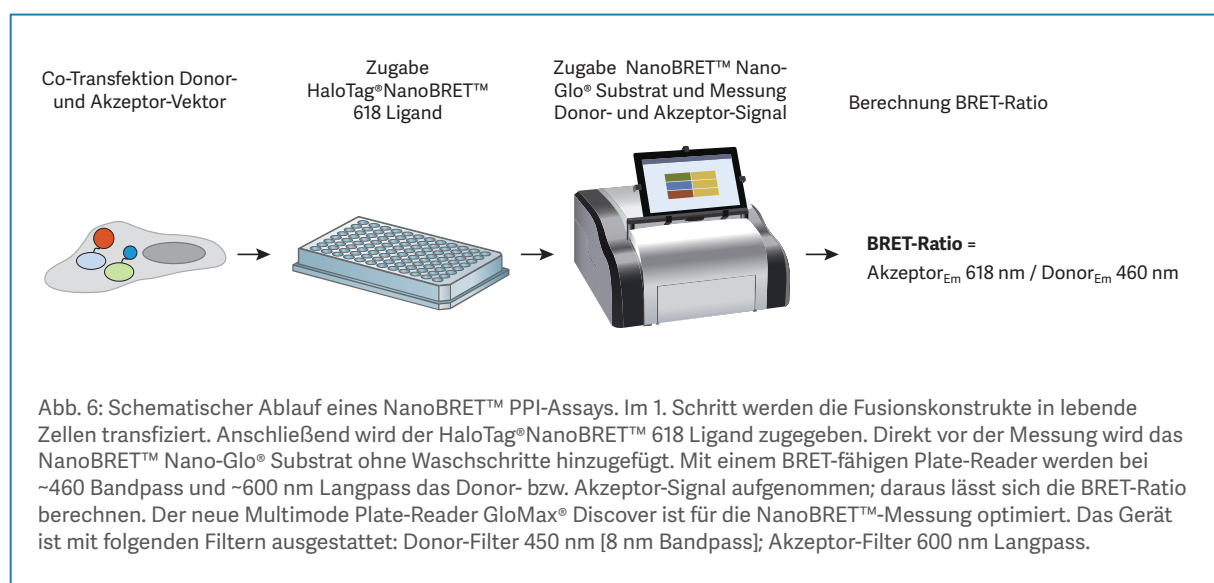 Co-Transfektion Donor-
und Akzeptor-Vektor
Zugabe
HaloTag®NanoBRET™
618 Ligand
Zugabe NanoBRET™ Nano-
Glo® Substrat und Messung
Donor- und Akzeptor-Signal
Berechnung BRET-Ratio
BRET-Ratio =
AkzeptorEm 618 nm / DonorEm 460 nm
Abb. 6: Schematischer Ablauf eines NanoBRET™ PPI-Assays. Im 1. Schritt werden die Fusionskonstrukte in lebende
Zellen transfiziert. Anschließend wird der HaloTag®NanoBRET™ 618 Ligand zugegeben. Direkt vor der Messung wird das
NanoBRET™ Nano-Glo® Substrat ohne Waschschritte hinzugefügt. Mit einem BRET-fähigen Plate-Reader werden bei
~460 Bandpass und ~600 nm Langpass das Donor- bzw. Akzeptor-Signal aufgenommen; daraus lässt sich die BRET-Ratio
berechnen. Der neue Multimode Plate-Reader GloMax® Discover ist für die NanoBRET™-Messung optimiert. Das Gerät
ist mit folgenden Filtern ausgestattet: Donor-Filter 450 nm [8 nm Bandpass]; Akzeptor-Filter 600 nm Langpass.